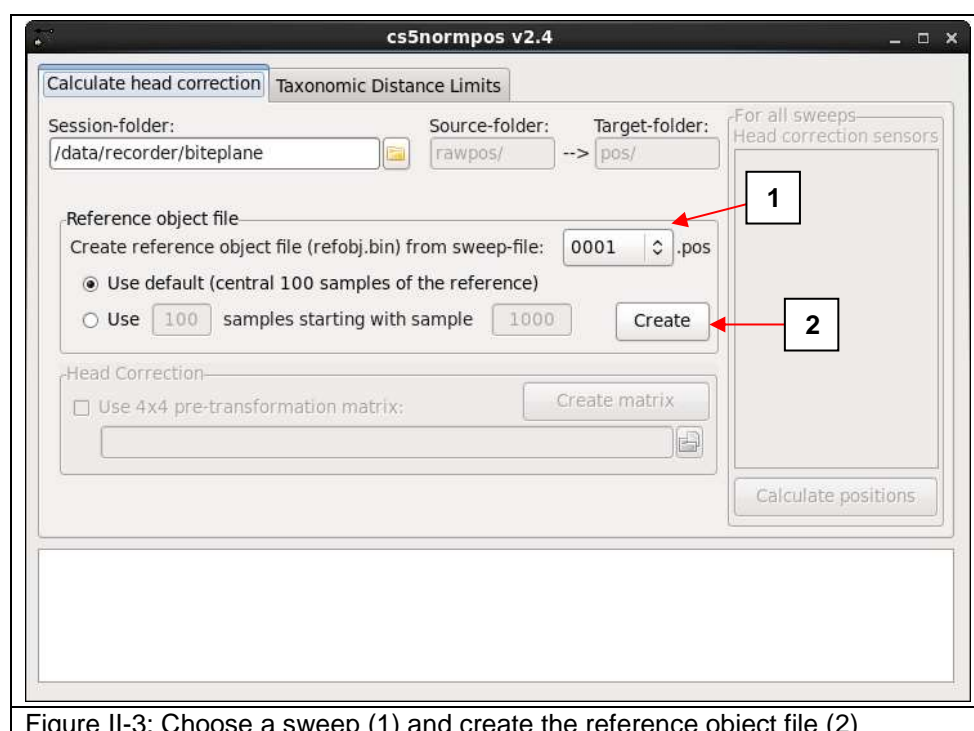 cs5normpos v2.4
Calculate head correction Taxonomic Distance Limits
Session-folder: Source-folder: Target-folder:
/data/recorder/biteplane rawpos/ --> pos/
For all sweeps
Head correction sensors
1
Reference object file
Create reference object file (refobj.bin) from sweep-file: 0001 .pos
Use default (central 100 samples of the reference)
Use 100 samples starting with sample 1000 Create
2
Head Correction
Use 4x4 pre-transformation matrix: Create matrix
Calculate positions
Figure II-3: Choose a sweep (1) and create the reference object file (2)